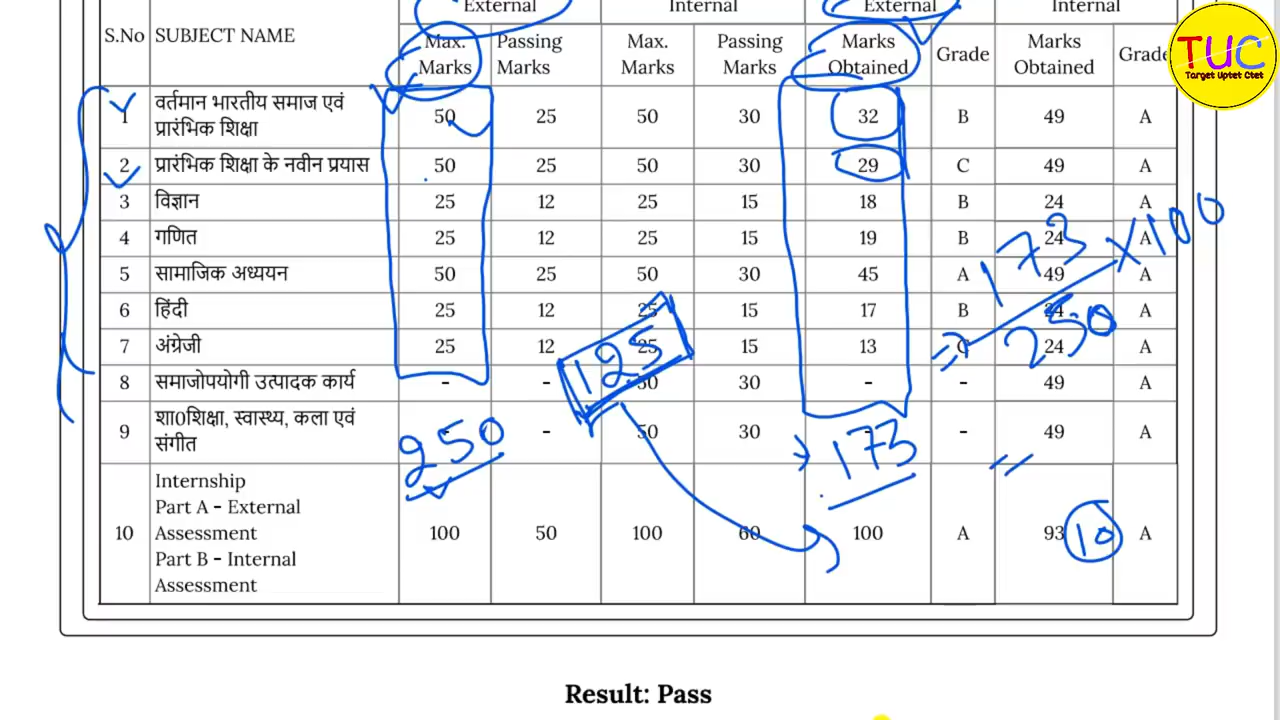 External Internal External Internal
S.No SUBJECT NAME Max. Marks Passing Marks Max. Marks Passing Marks Marks Obtained Grade Marks Obtained Grade
TUC
Target Uptet Ctet
1 वर्तमान भारतीय समाज एवं प्रारंभिक शिक्षा 50 25 50 30 32 B 49 A
2 प्रारंभिक शिक्षा के नवीन प्रयास 50 25 50 30 29 C 49 A
3 विज्ञान 25 12 25 15 18 B 24 A
4 गणित 25 12 25 15 19 B 24 A
5 सामाजिक अध्ययन 50 25 50 30 45 A 49 A
6 हिंदी 25 12 25 15 17 B 24 A
7 अंग्रेजी 25 12 25 15 13 C 24 A
8 समाजोपयोगी उत्पादक कार्य - - 50 30 - - 49 A
9 शा0शिक्षा, स्वास्थ्य, कला एवं संगीत - - 50 30 - - 49 A
10 Internship Part A - External Assessment Part B - Internal Assessment 100 50 100 60 100 A 93 A
173 X 100
250
125
250
173
10
Result: Pass